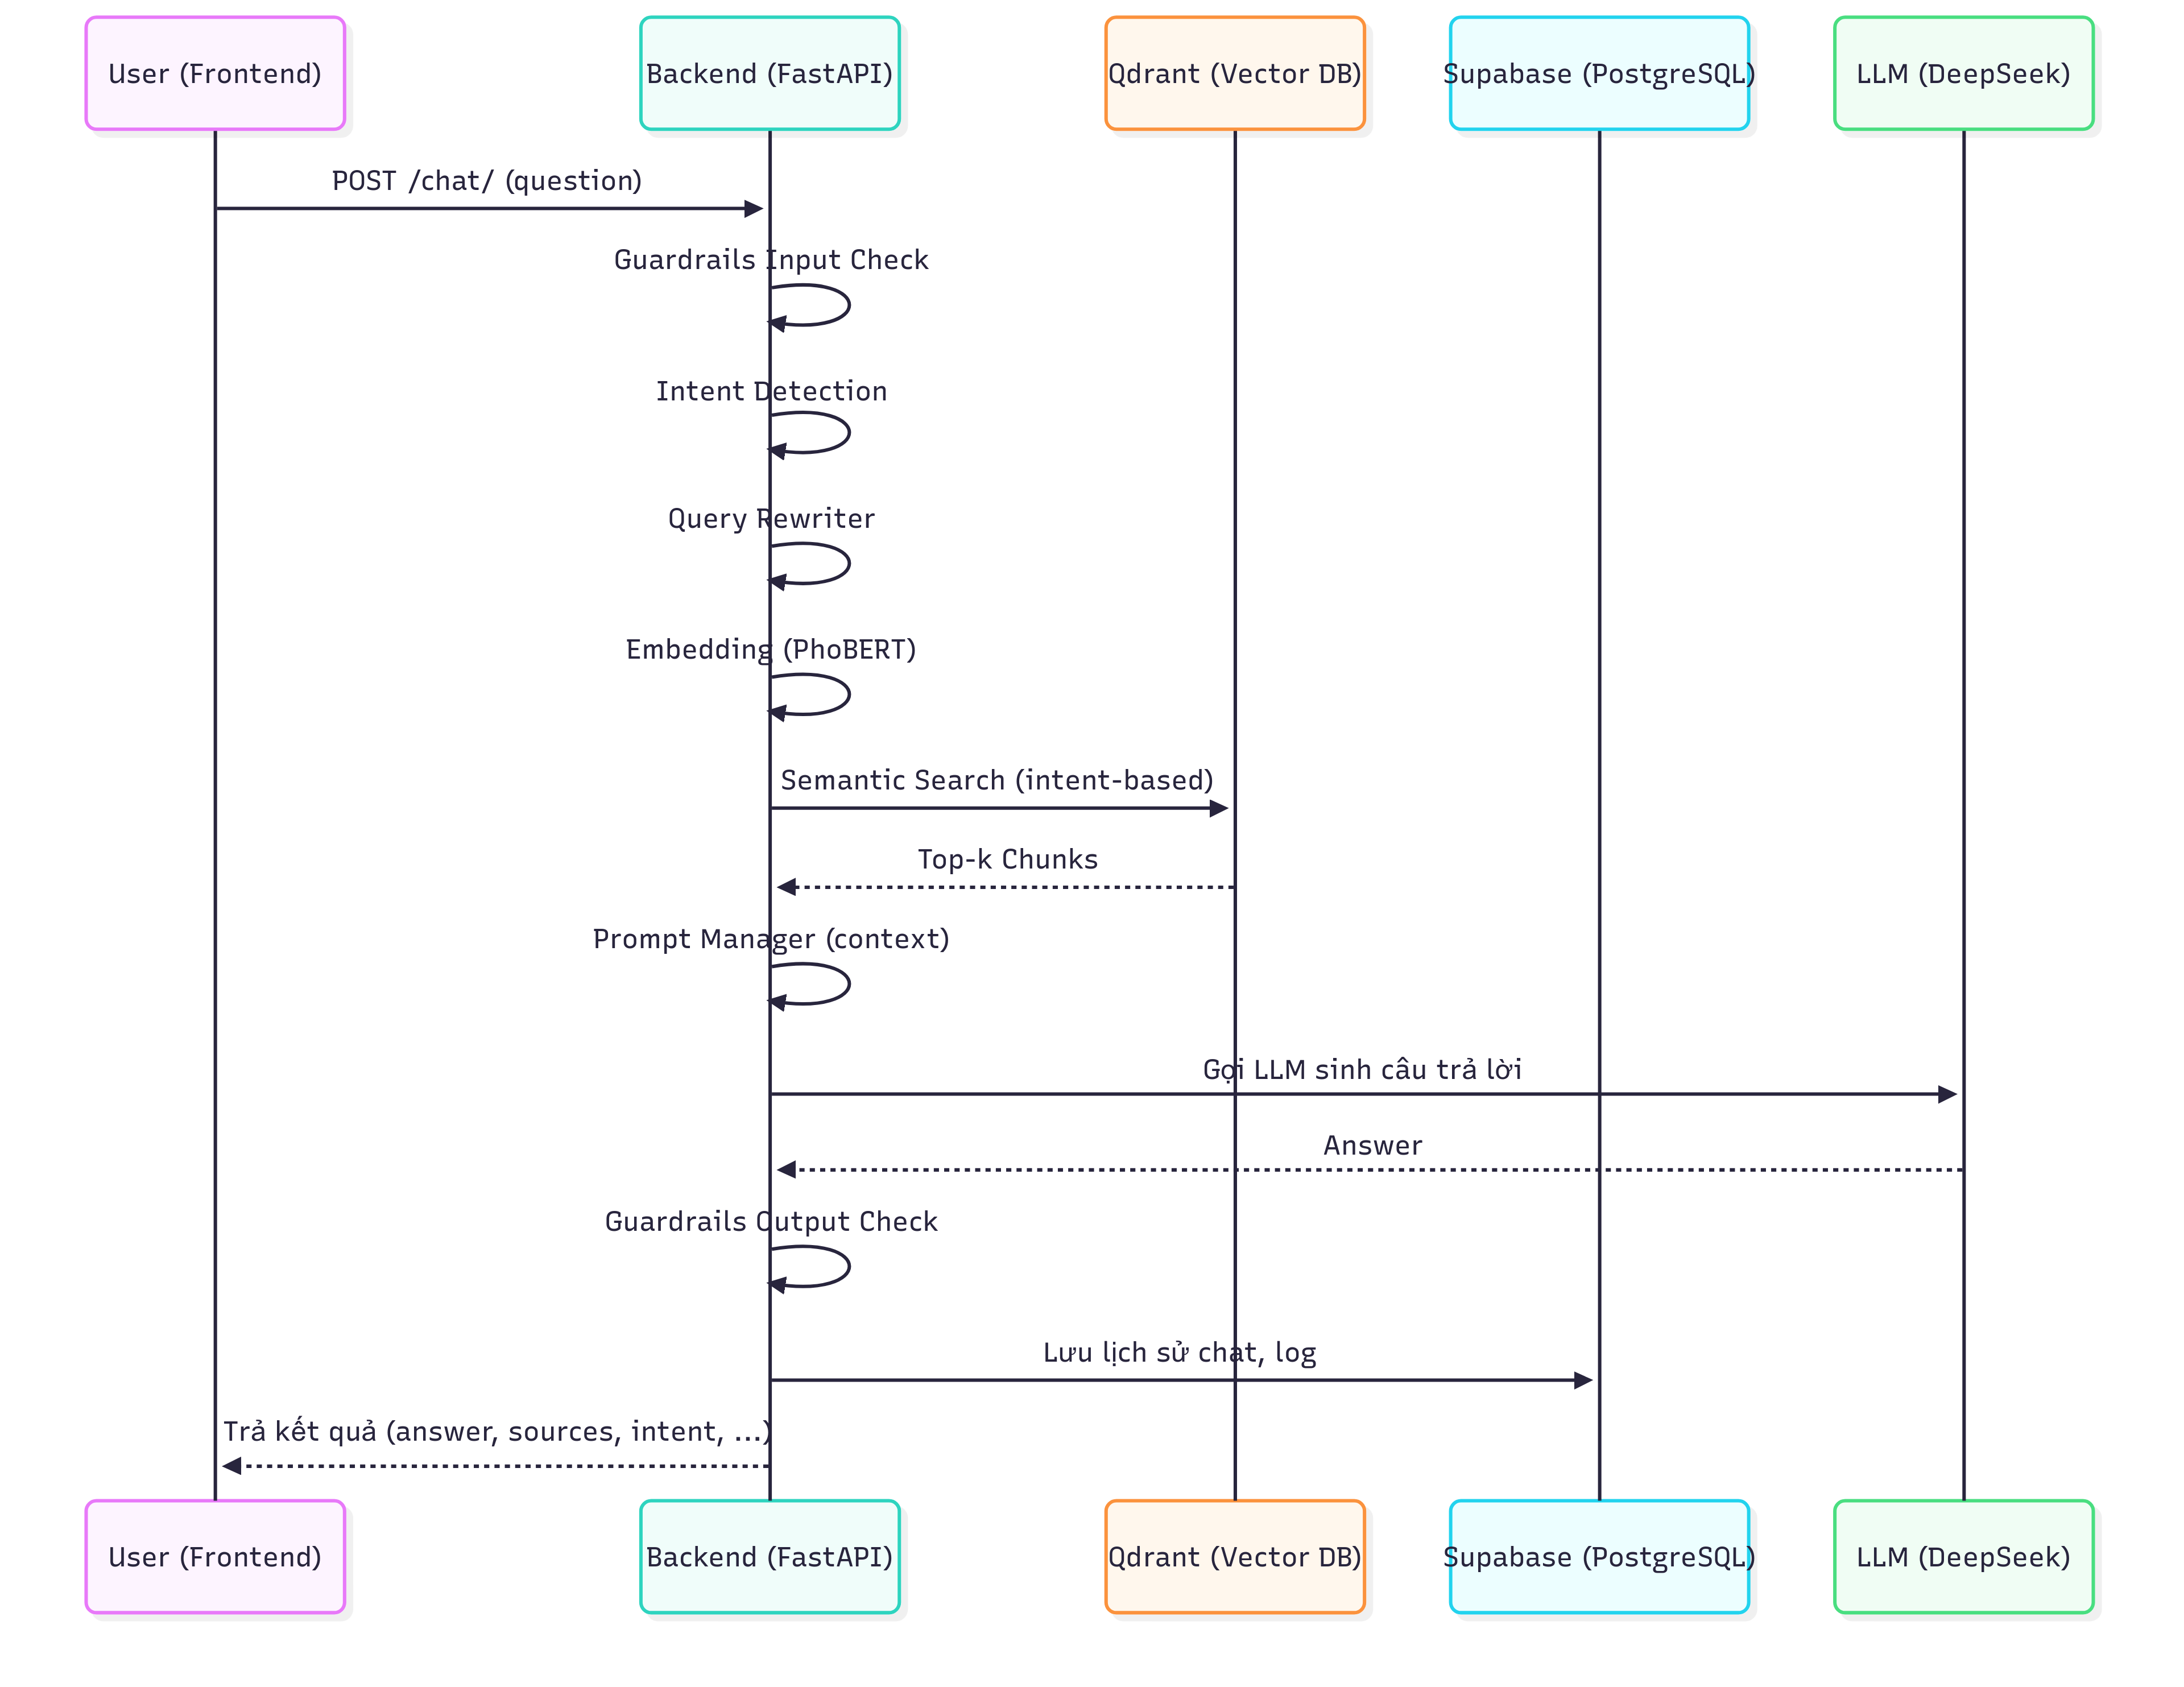 User (Frontend)
Backend (FastAPI)
Qdrant (Vector DB)
Supabase (PostgreSQL)
LLM (DeepSeek)
POST /chat/ (question)
Guardrails Input Check
Intent Detection
Query Rewriter
Embedding (PhoBERT)
Semantic Search (intent-based)
Top-k Chunks
Prompt Manager (context)
Gọi LLM sinh câu trả lời
Answer
Guardrails Output Check
Lưu lịch sử chat, log
Trả kết quả (answer, sources, intent, ...)
User (Frontend)
Backend (FastAPI)
Qdrant (Vector DB)
Supabase (PostgreSQL)
LLM (DeepSeek)